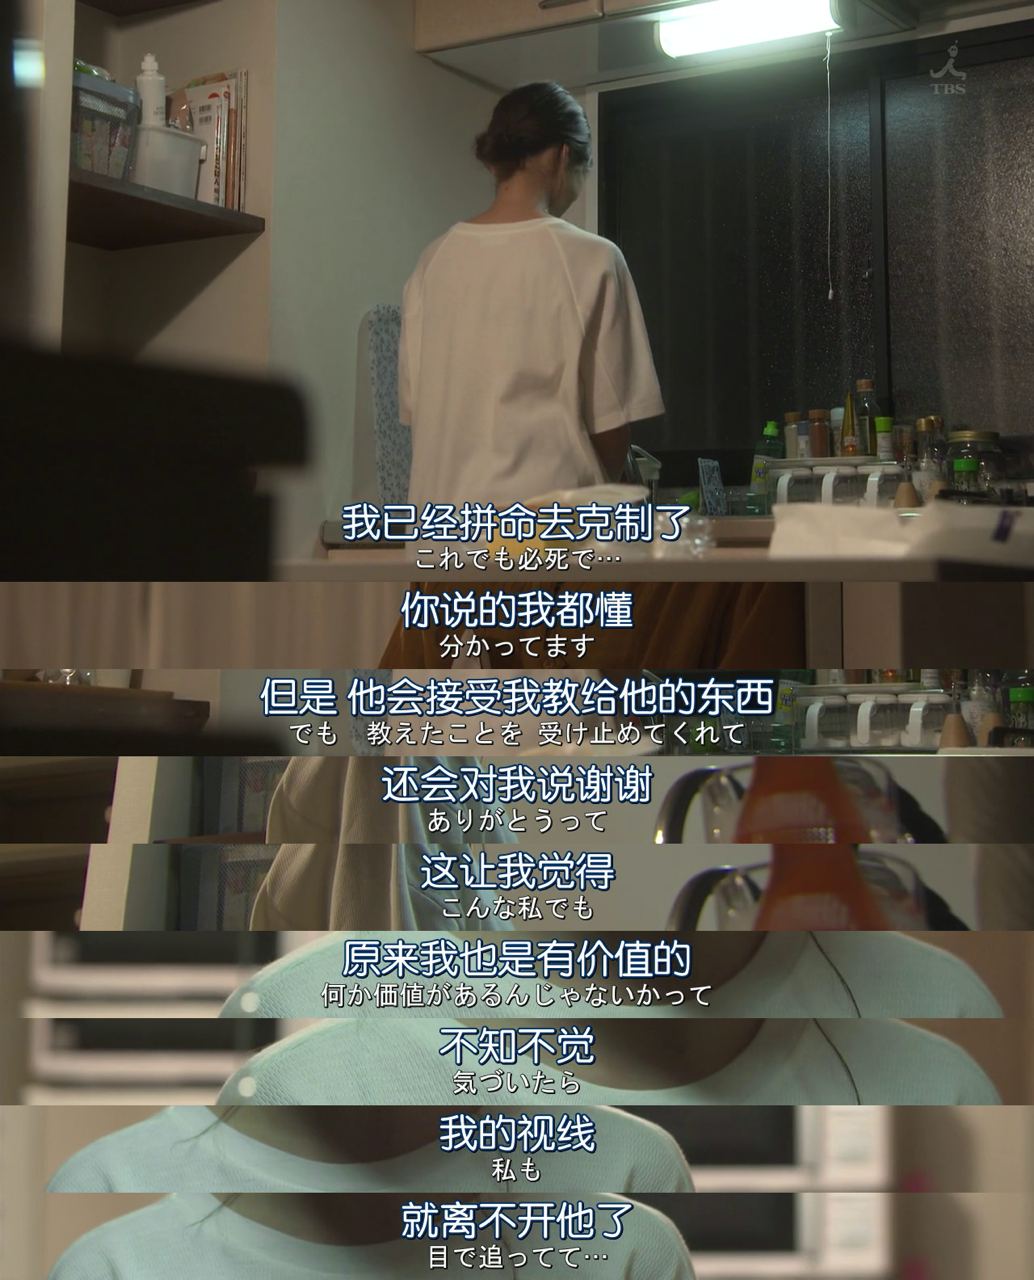 TBS
我已经拼命去克制了
これでも必死で…
你说的我都懂
分かってます
但是 他会接受我教给他的东西
でも 教えたことを 受け止めてくれて
还会对我说谢谢
ありがとうって
这让我觉得
こんな私でも
原来我也是有价值的
何か価値があるんじゃないかって
不知不觉
気づいたら
我的视线
私も
就离不开他了
目で追ってて…